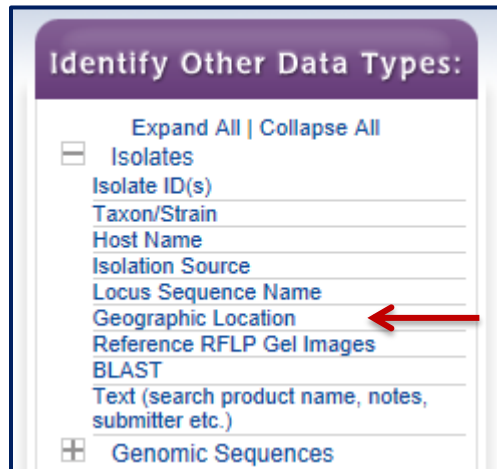 Identify Other Data Types:
Expand All | Collapse All
Isolates
Isolate ID(s)
Taxon/Strain
Host Name
Isolation Source
Locus Sequence Name
Geographic Location
Reference RFLP Gel Images
BLAST
Text (search product name, notes,
submitter etc.)
Genomic Sequences